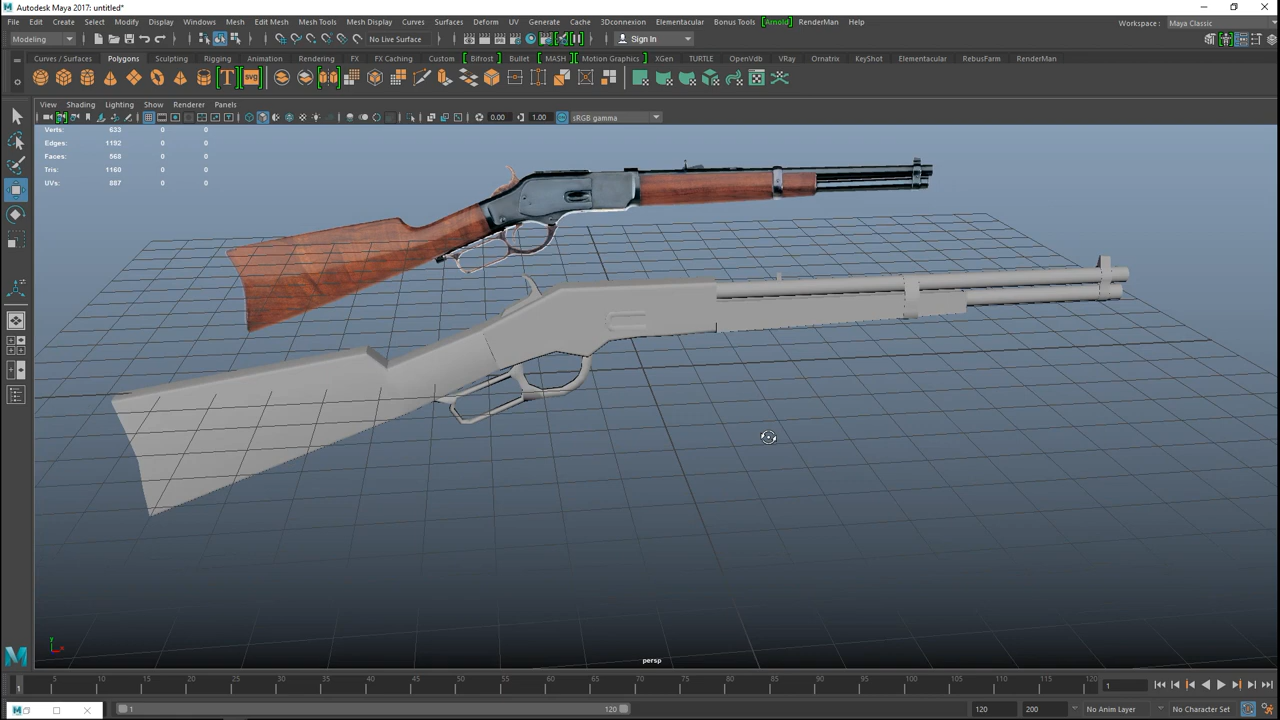 Autodesk Maya 2017: untitled*
File Edit Create Select Modify Display Windows Mesh Edit Mesh Mesh Tools Mesh Display Curves Surfaces Deform UV Generate Cache 3Dconnexion Elementacular Bonus Tools [Arnold] RenderMan Help Workspace : Maya Classic
Modeling No Live Surface Sign In
Curves / Surfaces Polygons Sculpting Rigging Animation Rendering FX FX Caching Custom Bifrost Bullet MASH Motion Graphics XGen TURTLE OpenVdb VRay Ornatrix KeyShot Elementacular RebusFarm RenderMan
T svg
View Shading Lighting Show Renderer Panels
0.00 1.00 sRGB gamma
Verts: 633 0 0
Edges: 1192 0 0
Faces: 568 0 0
Tris: 1160 0 0
UVs: 887 0 0
persp
1 5 10 15 20 25 30 35 40 45 50 55 60 65 70 75 80 85 90 95 100 105 110 115 120 1
1 120 120 200 No Anim Layer No Character Set